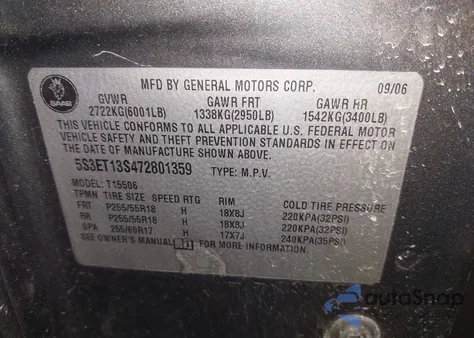 SAAB
MFD BY GENERAL MOTORS CORP. 09/06
GVWR GAWR FRT GAWR RR
2722KG(6001LB) 1338KG(2950LB) 1542KG(3400LB)
THIS VEHICLE CONFORMS TO ALL APPLICABLE U.S. FEDERAL MOTOR
VEHICLE SAFETY AND THEFT PREVENTION STANDARDS IN EFFECT ON
THE DATE OF MANUFACTURE SHOWN ABOVE.
5S3ET13S472801359 TYPE: M.P.V.
MODEL: T15506
TPMN TIRE SIZE SPEED RTG RIM COLD TIRE PRESSURE
FRT P255/55R18 H 18X8J 220KPA(32PSI)
RR P255/55R18 H 18X8J 220KPA(32PSI)
SPA 255/60R17 H 17X7J 240KPA(35PSI)
SEE OWNER'S MANUAL FOR MORE INFORMATION.
autoSnap